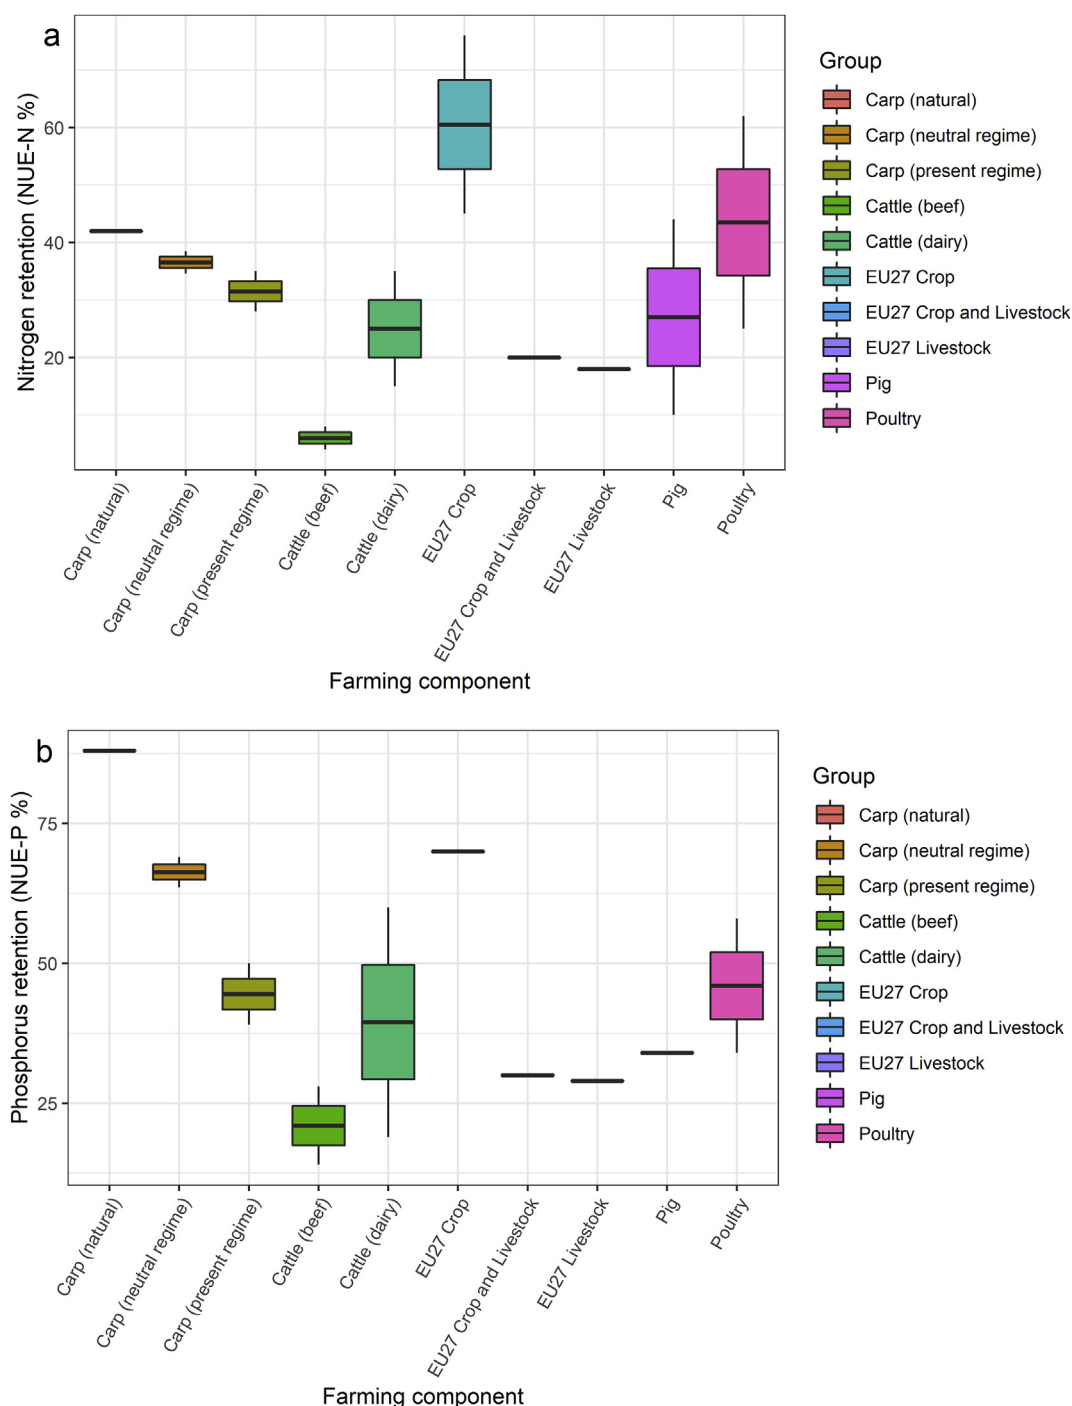 a
Nitrogen retention (NUE-N %)
60
40
20
Carp (natural)
Carp (neutral regime)
Carp (present regime)
Cattle (beef)
Cattle (dairy)
EU27 Crop
EU27 Crop and Livestock
EU27 Livestock
Pig
Poultry
Farming component
Group
Carp (natural)
Carp (neutral regime)
Carp (present regime)
Cattle (beef)
Cattle (dairy)
EU27 Crop
EU27 Crop and Livestock
EU27 Livestock
Pig
Poultry
b
Phosphorus retention (NUE-P %)
75
50
25
Carp (natural)
Carp (neutral regime)
Carp (present regime)
Cattle (beef)
Cattle (dairy)
EU27 Crop
EU27 Crop and Livestock
EU27 Livestock
Pig
Poultry
Farming component
Group
Carp (natural)
Carp (neutral regime)
Carp (present regime)
Cattle (beef)
Cattle (dairy)
EU27 Crop
EU27 Crop and Livestock
EU27 Livestock
Pig
Poultry